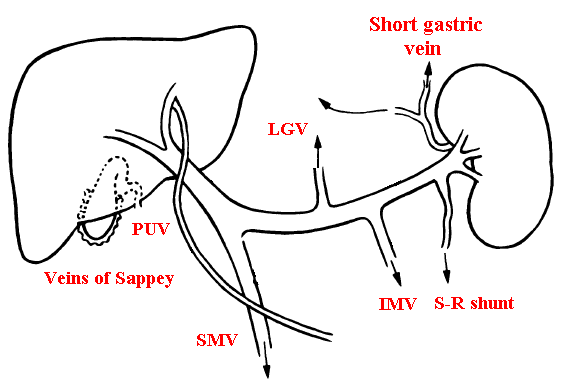 Short gastric
vein
LGV
PUV
Veins of Sappey
IMV
S-R shunt
SMV